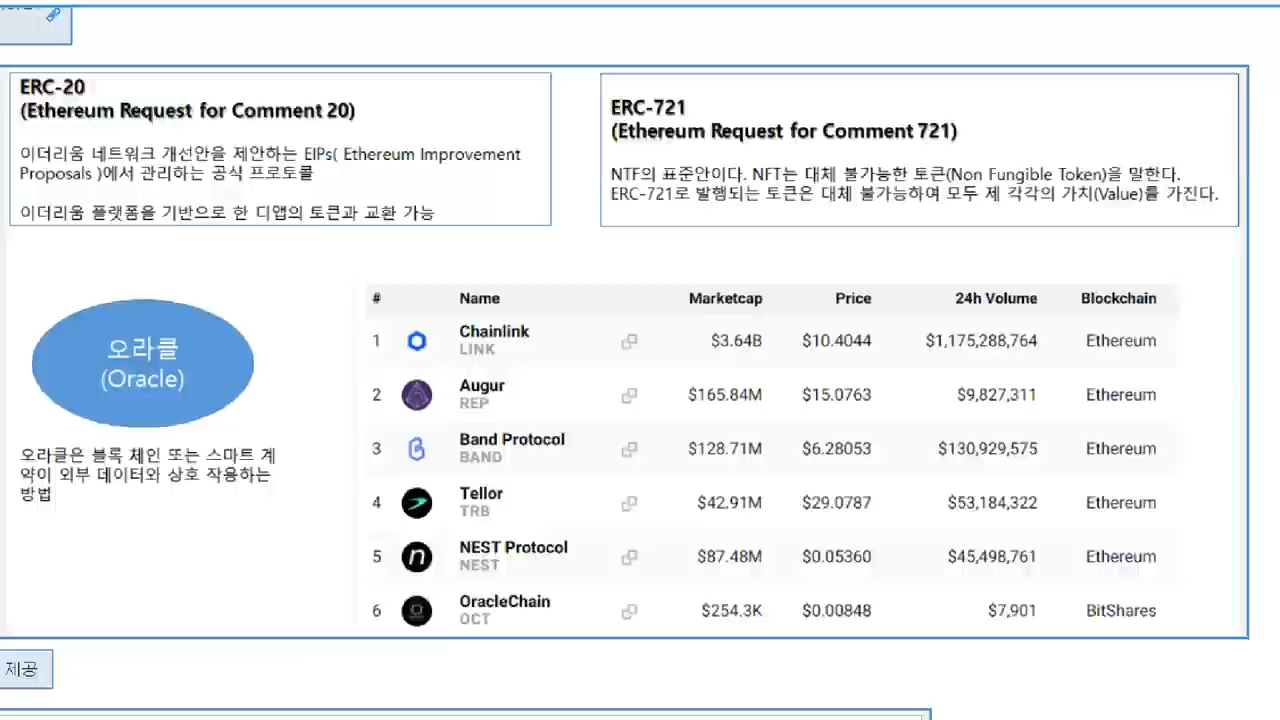 ERC-20
(Ethereum Request for Comment 20)
이더리움 네트워크 개선안을 제안하는 EIPs( Ethereum Improvement
Proposals )에서 관리하는 공식 프로토콜
이더리움 플랫폼을 기반으로 한 디앱의 토큰과 교환 가능
ERC-721
(Ethereum Request for Comment 721)
NTF의 표준안이다. NFT는 대체 불가능한 토큰(Non Fungible Token)을 말한다.
ERC-721로 발행되는 토큰은 대체 불가능하여 모두 제 각각의 가치(Value)를 가진다.
오라클
(Oracle)
오라클은 블록 체인 또는 스마트 계
약이 외부 데이터와 상호 작용하는
방법
# Name Marketcap Price 24h Volume Blockchain
1 Chainlink $3.64B $10.4044 $1,175,288,764 Ethereum
LINK
2 Augur $165.84M $15.0763 $9,827,311 Ethereum
REP
3 Band Protocol $128.71M $6.28053 $130,929,575 Ethereum
BAND
4 Tellor $42.91M $29.0787 $53,184,322 Ethereum
TRB
5 NEST Protocol $87.48M $0.05360 $45,498,761 Ethereum
NEST
6 OracleChain $254.3K $0.00848 $7,901 BitShares
OCT
제공